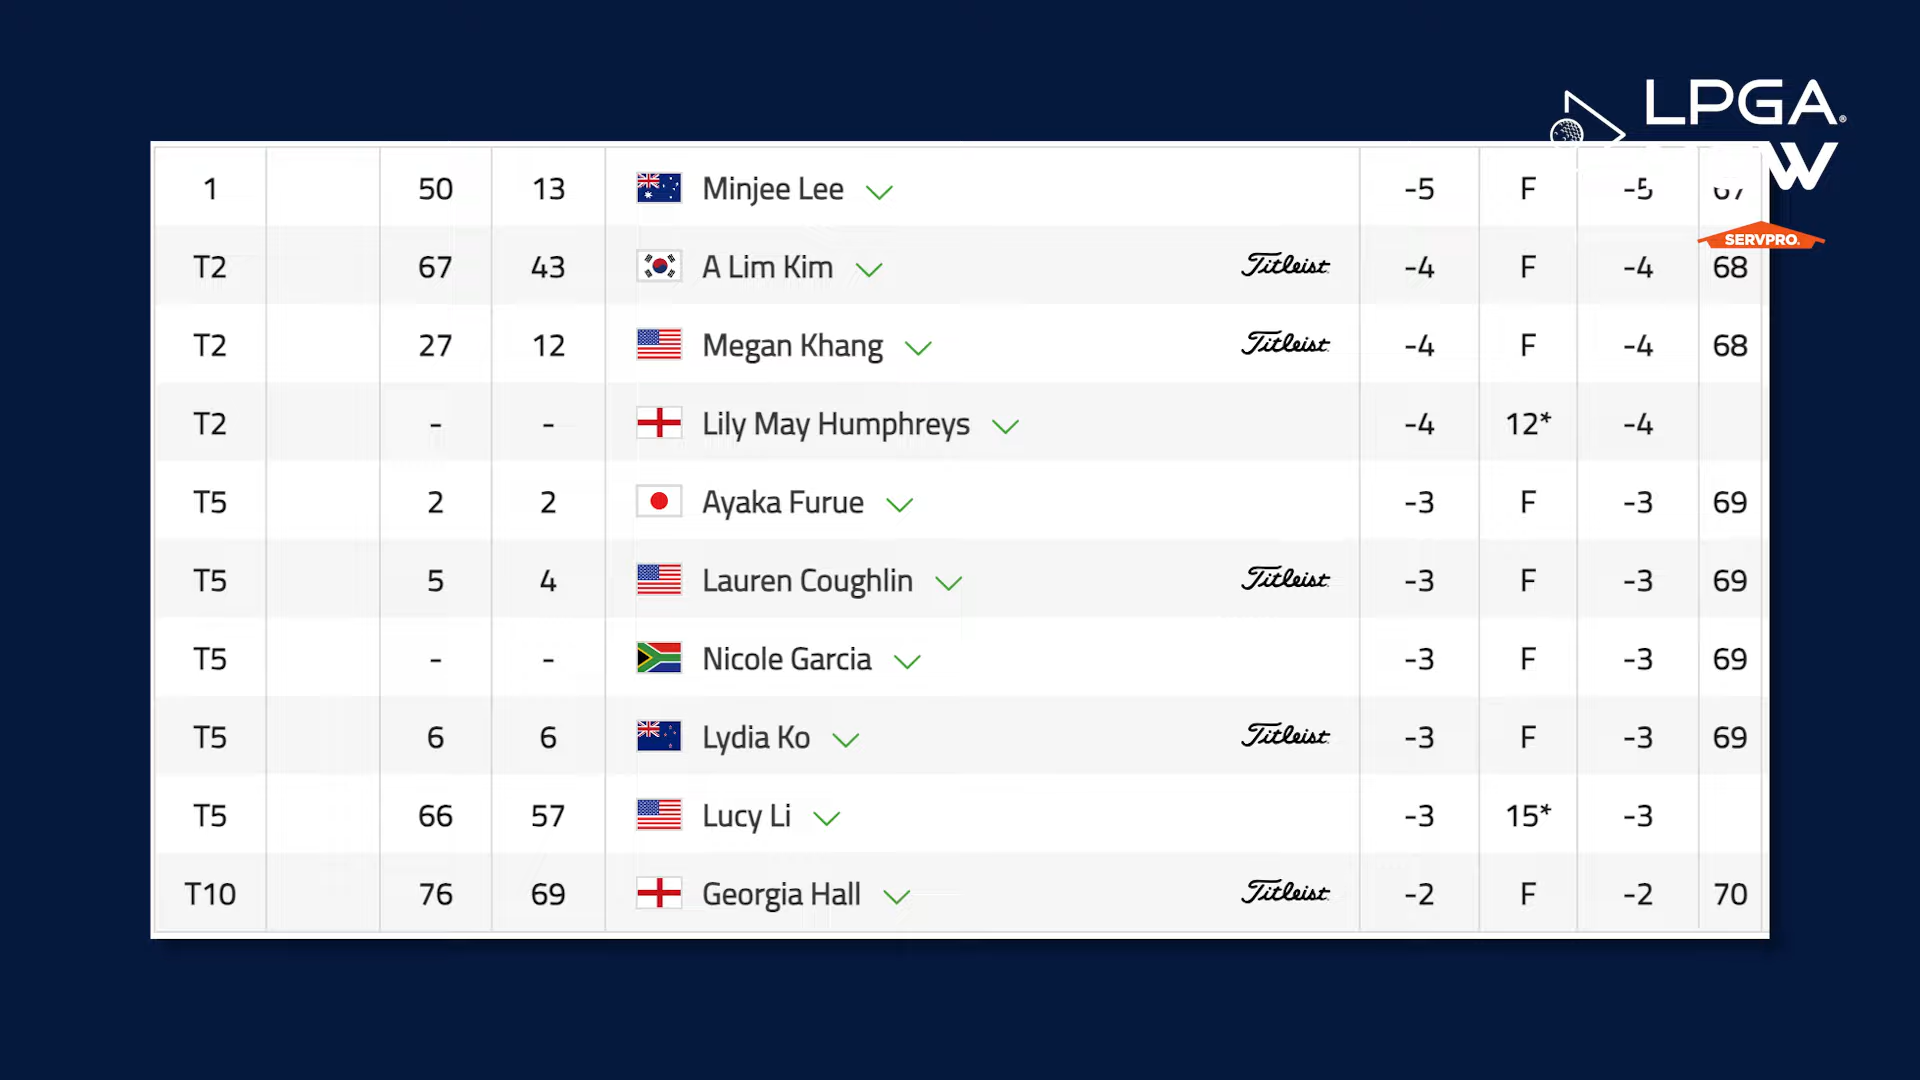 LPGA®
W
SERVPRO.
1 50 13 Minjee Lee -5 F -5 67
T2 67 43 A Lim Kim Titleist -4 F -4 68
T2 27 12 Megan Khang Titleist -4 F -4 68
T2 - - Lily May Humphreys -4 12* -4
T5 2 2 Ayaka Furue -3 F -3 69
T5 5 4 Lauren Coughlin Titleist -3 F -3 69
T5 - - Nicole Garcia -3 F -3 69
T5 6 6 Lydia Ko Titleist -3 F -3 69
T5 66 57 Lucy Li -3 15* -3
T10 76 69 Georgia Hall Titleist -2 F -2 70